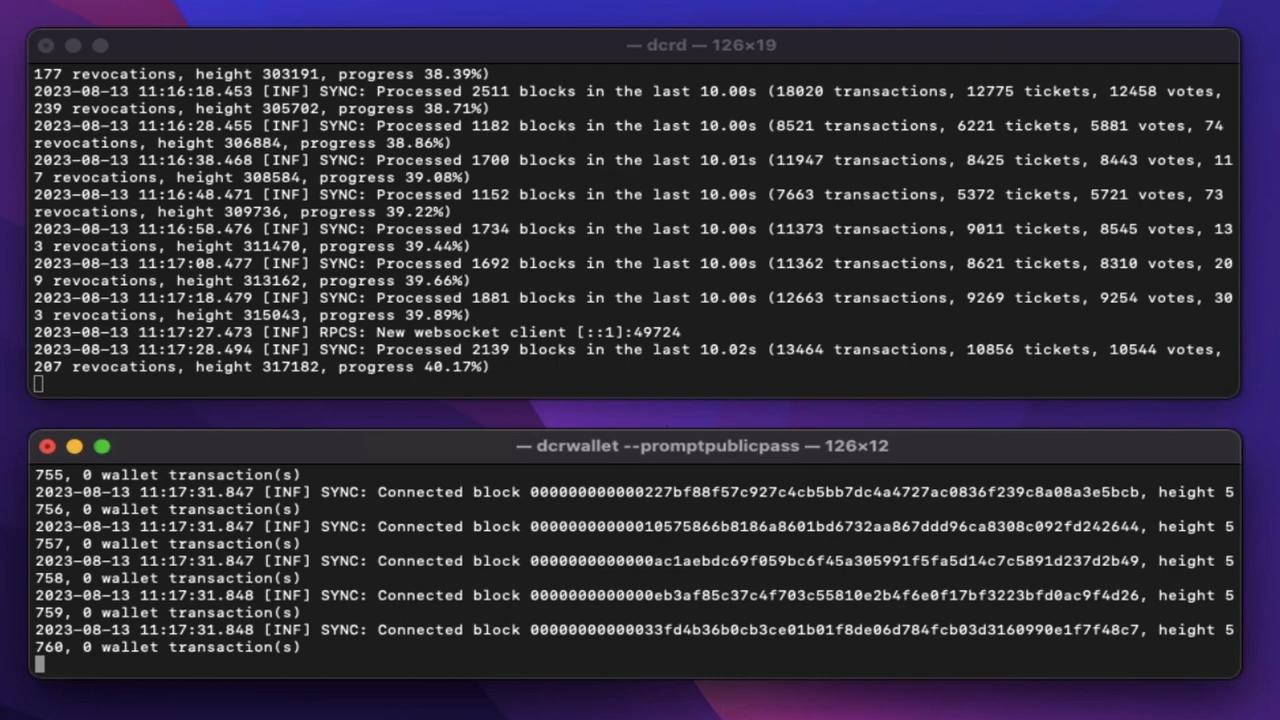 — dcrd — 126×19
177 revocations, height 303191, progress 38.39%)
2023-08-13 11:16:18.453 [INF] SYNC: Processed 2511 blocks in the last 10.00s (18020 transactions, 12775 tickets, 12458 votes,
239 revocations, height 305702, progress 38.71%)
2023-08-13 11:16:28.455 [INF] SYNC: Processed 1182 blocks in the last 10.00s (8521 transactions, 6221 tickets, 5881 votes, 74
revocations, height 306884, progress 38.86%)
2023-08-13 11:16:38.468 [INF] SYNC: Processed 1700 blocks in the last 10.01s (11947 transactions, 8425 tickets, 8443 votes, 11
7 revocations, height 308584, progress 39.08%)
2023-08-13 11:16:48.471 [INF] SYNC: Processed 1152 blocks in the last 10.00s (7663 transactions, 5372 tickets, 5721 votes, 73
revocations, height 309736, progress 39.22%)
2023-08-13 11:16:58.476 [INF] SYNC: Processed 1734 blocks in the last 10.00s (11373 transactions, 9011 tickets, 8545 votes, 13
3 revocations, height 311470, progress 39.44%)
2023-08-13 11:17:08.477 [INF] SYNC: Processed 1692 blocks in the last 10.00s (11362 transactions, 8621 tickets, 8310 votes, 20
9 revocations, height 313162, progress 39.66%)
2023-08-13 11:17:18.479 [INF] SYNC: Processed 1881 blocks in the last 10.00s (12663 transactions, 9269 tickets, 9254 votes, 30
3 revocations, height 315043, progress 39.89%)
2023-08-13 11:17:27.473 [INF] RPCS: New websocket client [::1]:49724
2023-08-13 11:17:28.494 [INF] SYNC: Processed 2139 blocks in the last 10.02s (13464 transactions, 10856 tickets, 10544 votes,
207 revocations, height 317182, progress 40.17%)
— dcrwallet --promptpublicpass — 126×12
755, 0 wallet transaction(s)
2023-08-13 11:17:31.847 [INF] SYNC: Connected block 000000000000227bf88f57c927c4cb5bb7dc4a4727ac0836f239c8a08a3e5bcb, height 5
756, 0 wallet transaction(s)
2023-08-13 11:17:31.847 [INF] SYNC: Connected block 00000000000010575866b8186a8601bd6732aa867ddd96ca8308c092fd242644, height 5
757, 0 wallet transaction(s)
2023-08-13 11:17:31.847 [INF] SYNC: Connected block 0000000000000ac1aebdc69f059bc6f45a305991f5fa5d14c7c5891d237d2b49, height 5
758, 0 wallet transaction(s)
2023-08-13 11:17:31.848 [INF] SYNC: Connected block 0000000000000eb3af85c37c4f703c55810e2b4f6e0f17bf3223bfd0ac9f4d26, height 5
759, 0 wallet transaction(s)
2023-08-13 11:17:31.848 [INF] SYNC: Connected block 00000000000033fd4b36b0cb3ce01b01f8de06d784fcb03d3160990e1f7f48c7, height 5
760, 0 wallet transaction(s)